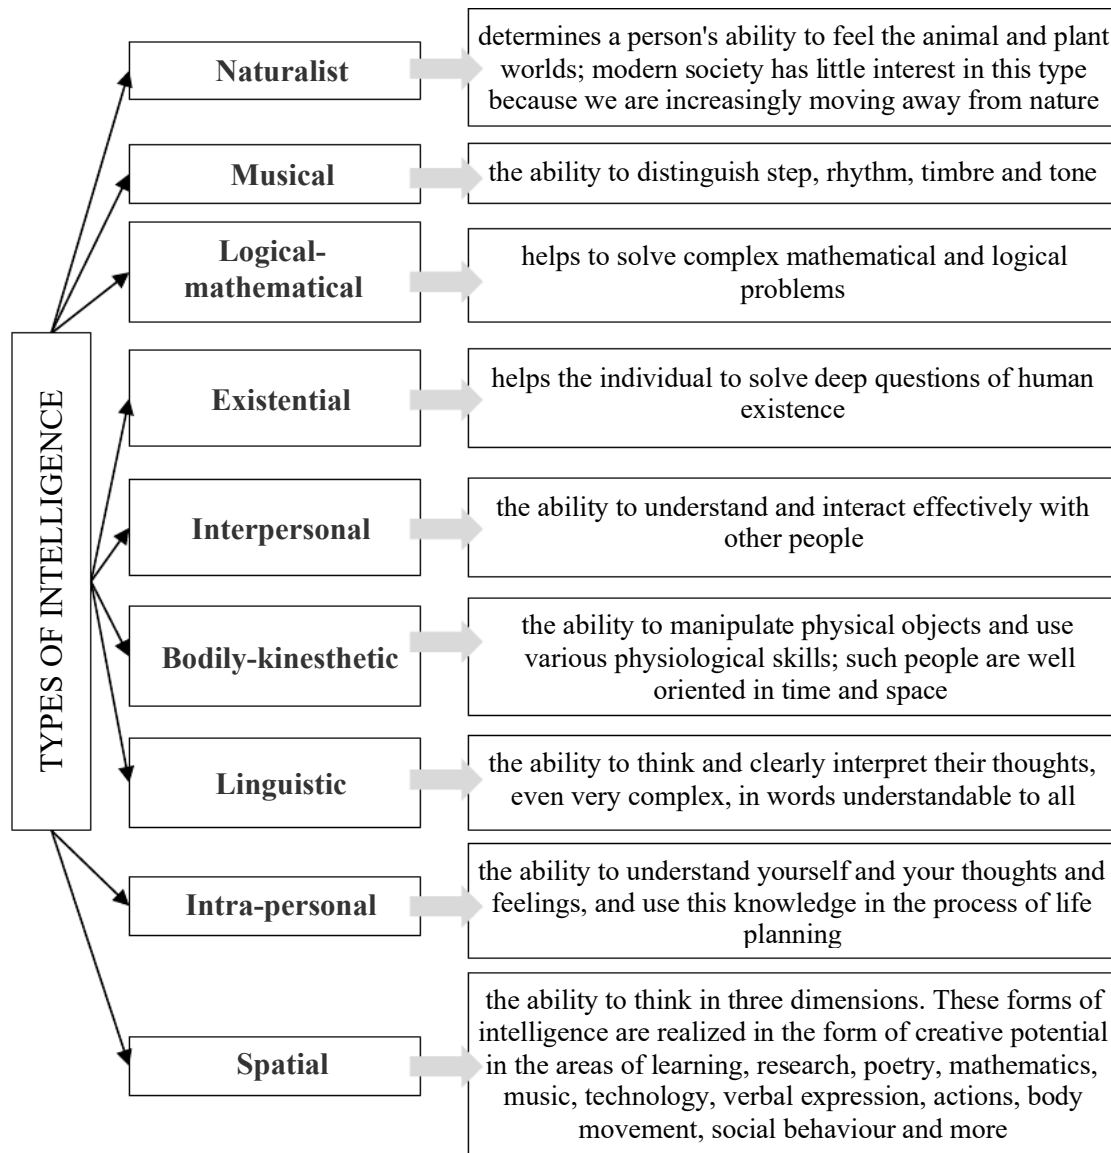 TYPES OF INTELLIGENCE
Naturalist
determines a person's ability to feel the animal and plant
worlds; modern society has little interest in this type
because we are increasingly moving away from nature
Musical
the ability to distinguish step, rhythm, timbre and tone
Logical-
mathematical
helps to solve complex mathematical and logical
problems
Existential
helps the individual to solve deep questions of human
existence
Interpersonal
the ability to understand and interact effectively with
other people
Bodily-kinesthetic
the ability to manipulate physical objects and use
various physiological skills; such people are well
oriented in time and space
Linguistic
the ability to think and clearly interpret their thoughts,
even very complex, in words understandable to all
Intra-personal
the ability to understand yourself and your thoughts and
feelings, and use this knowledge in the process of life
planning
Spatial
the ability to think in three dimensions. These forms of
intelligence are realized in the form of creative potential
in the areas of learning, research, poetry, mathematics,
music, technology, verbal expression, actions, body
movement, social behaviour and more